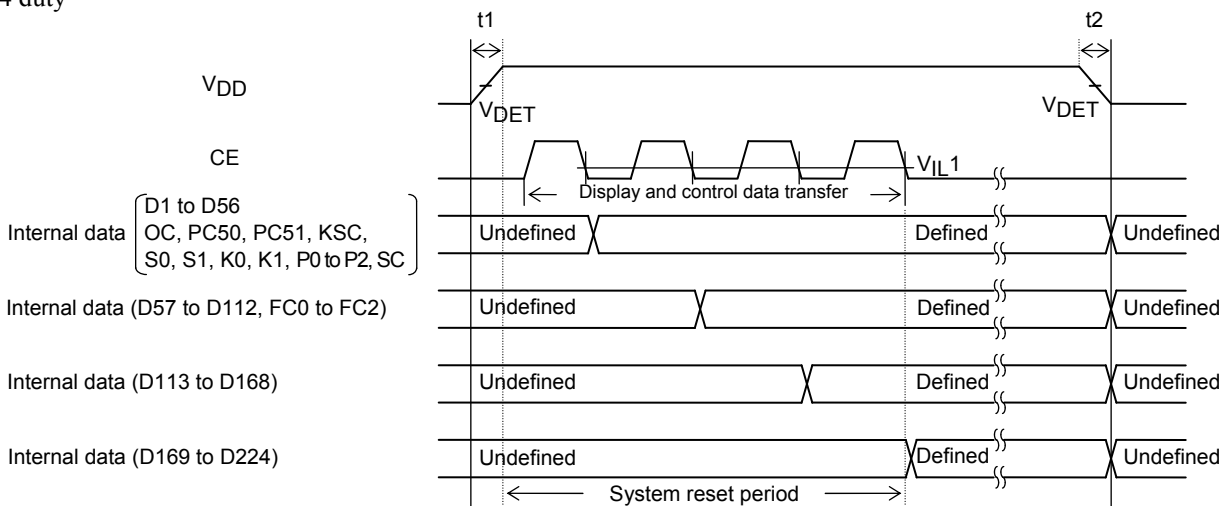 4 duty
t1
t2
VDD
VDET
VDET
CE
VIL1
Display and control data transfer
Internal data
D1 to D56
OC, PC50, PC51, KSC,
S0, S1, K0, K1, P0 to P2, SC
Undefined
Defined
Undefined
Internal data (D57 to D112, FC0 to FC2)
Undefined
Defined
Undefined
Internal data (D113 to D168)
Undefined
Defined
Undefined
Internal data (D169 to D224)
Undefined
Defined
Undefined
System reset period